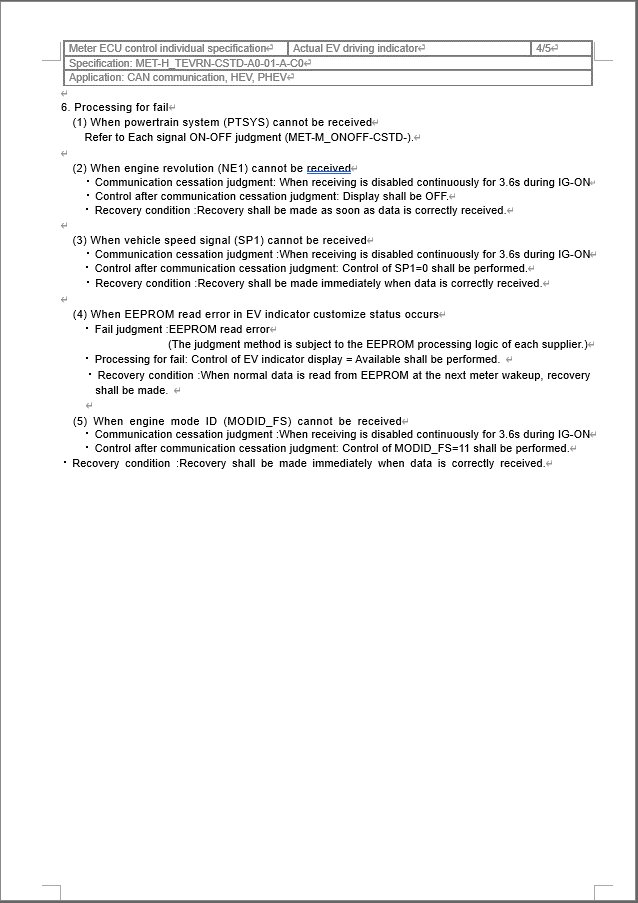 Meter ECU control individual specification Actual EV driving indicator 4/5
Specification: MET-H_TEVRN-CSTD-A0-01-A-C0
Application: CAN communication, HEV, PHEV
6. Processing for fail
(1) When powertrain system (PTSYS) cannot be received
Refer to Each signal ON-OFF judgment (MET-M_ONOFF-CSTD-).
(2) When engine revolution (NE1) cannot be received
・Communication cessation judgment: When receiving is disabled continuously for 3.6s during IG-ON
・Control after communication cessation judgment: Display shall be OFF.
・Recovery condition :Recovery shall be made as soon as data is correctly received.
(3) When vehicle speed signal (SP1) cannot be received
・Communication cessation judgment :When receiving is disabled continuously for 3.6s during IG-ON
・Control after communication cessation judgment: Control of SP1=0 shall be performed.
・Recovery condition :Recovery shall be made immediately when data is correctly received.
(4) When EEPROM read error in EV indicator customize status occurs
・Fail judgment :EEPROM read error
(The judgment method is subject to the EEPROM processing logic of each supplier.)
・Processing for fail: Control of EV indicator display = Available shall be performed.
・Recovery condition :When normal data is read from EEPROM at the next meter wakeup, recovery
shall be made.
(5) When engine mode ID (MODID_FS) cannot be received
・Communication cessation judgment :When receiving is disabled continuously for 3.6s during IG-ON
・Control after communication cessation judgment: Control of MODID_FS=11 shall be performed.
・Recovery condition :Recovery shall be made immediately when data is correctly received.